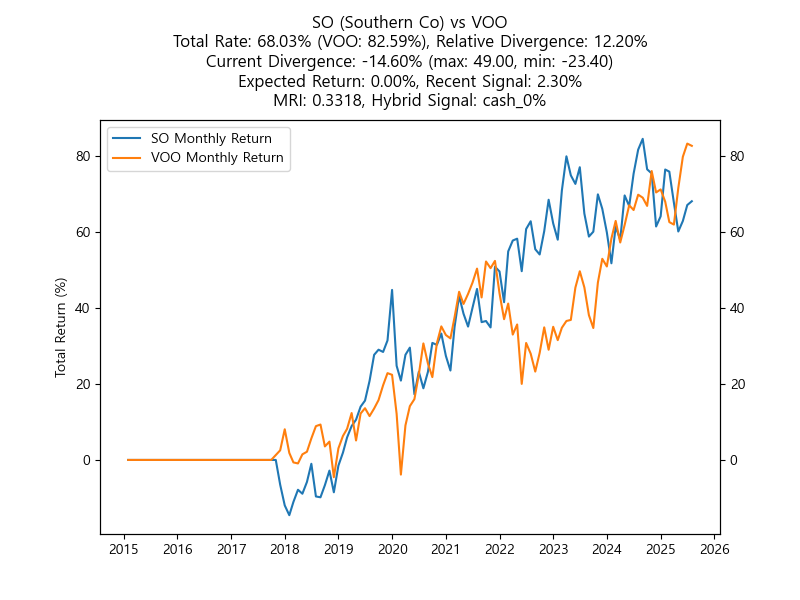 SO (Southern Co) vs VOO
Total Rate: 68.03% (VOO: 82.59%), Relative Divergence: 12.20%
Current Divergence: -14.60% (max: 49.00, min: -23.40)
Expected Return: 0.00%, Recent Signal: 2.30%
MRI: 0.3318, Hybrid Signal: cash_0%
SO Monthly Return
VOO Monthly Return
Total Return (%)
80
60
40
20
0
80
60
40
20
0
2015 2016 2017 2018 2019 2020 2021 2022 2023 2024 2025 2026